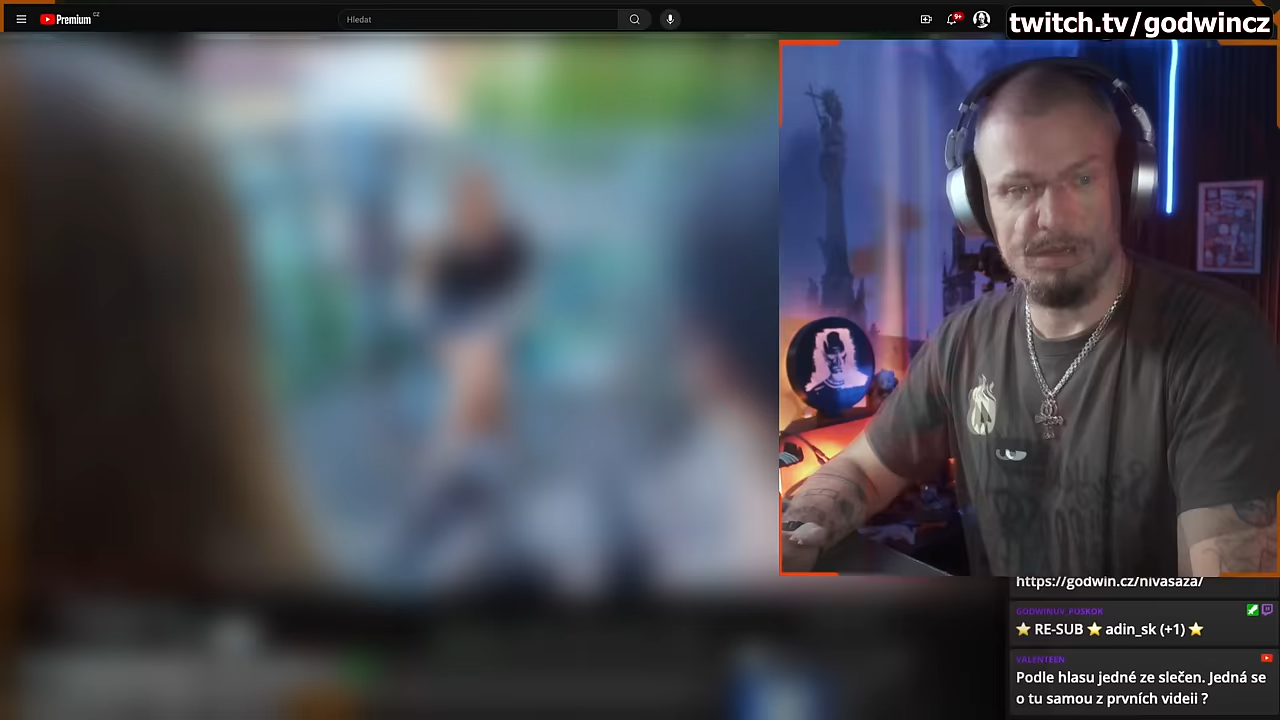 Premium CZ
Hledat
9+
twitch.tv/godwincz
https://godwin.cz/nivasaza/
GODWINUV_POSKOK
⭐ RE-SUB ⭐ adin_sk (+1) ⭐
VALENTEEN
Podle hlasu jedné ze slečen. Jedná se
o tu samou z prvních videii ?